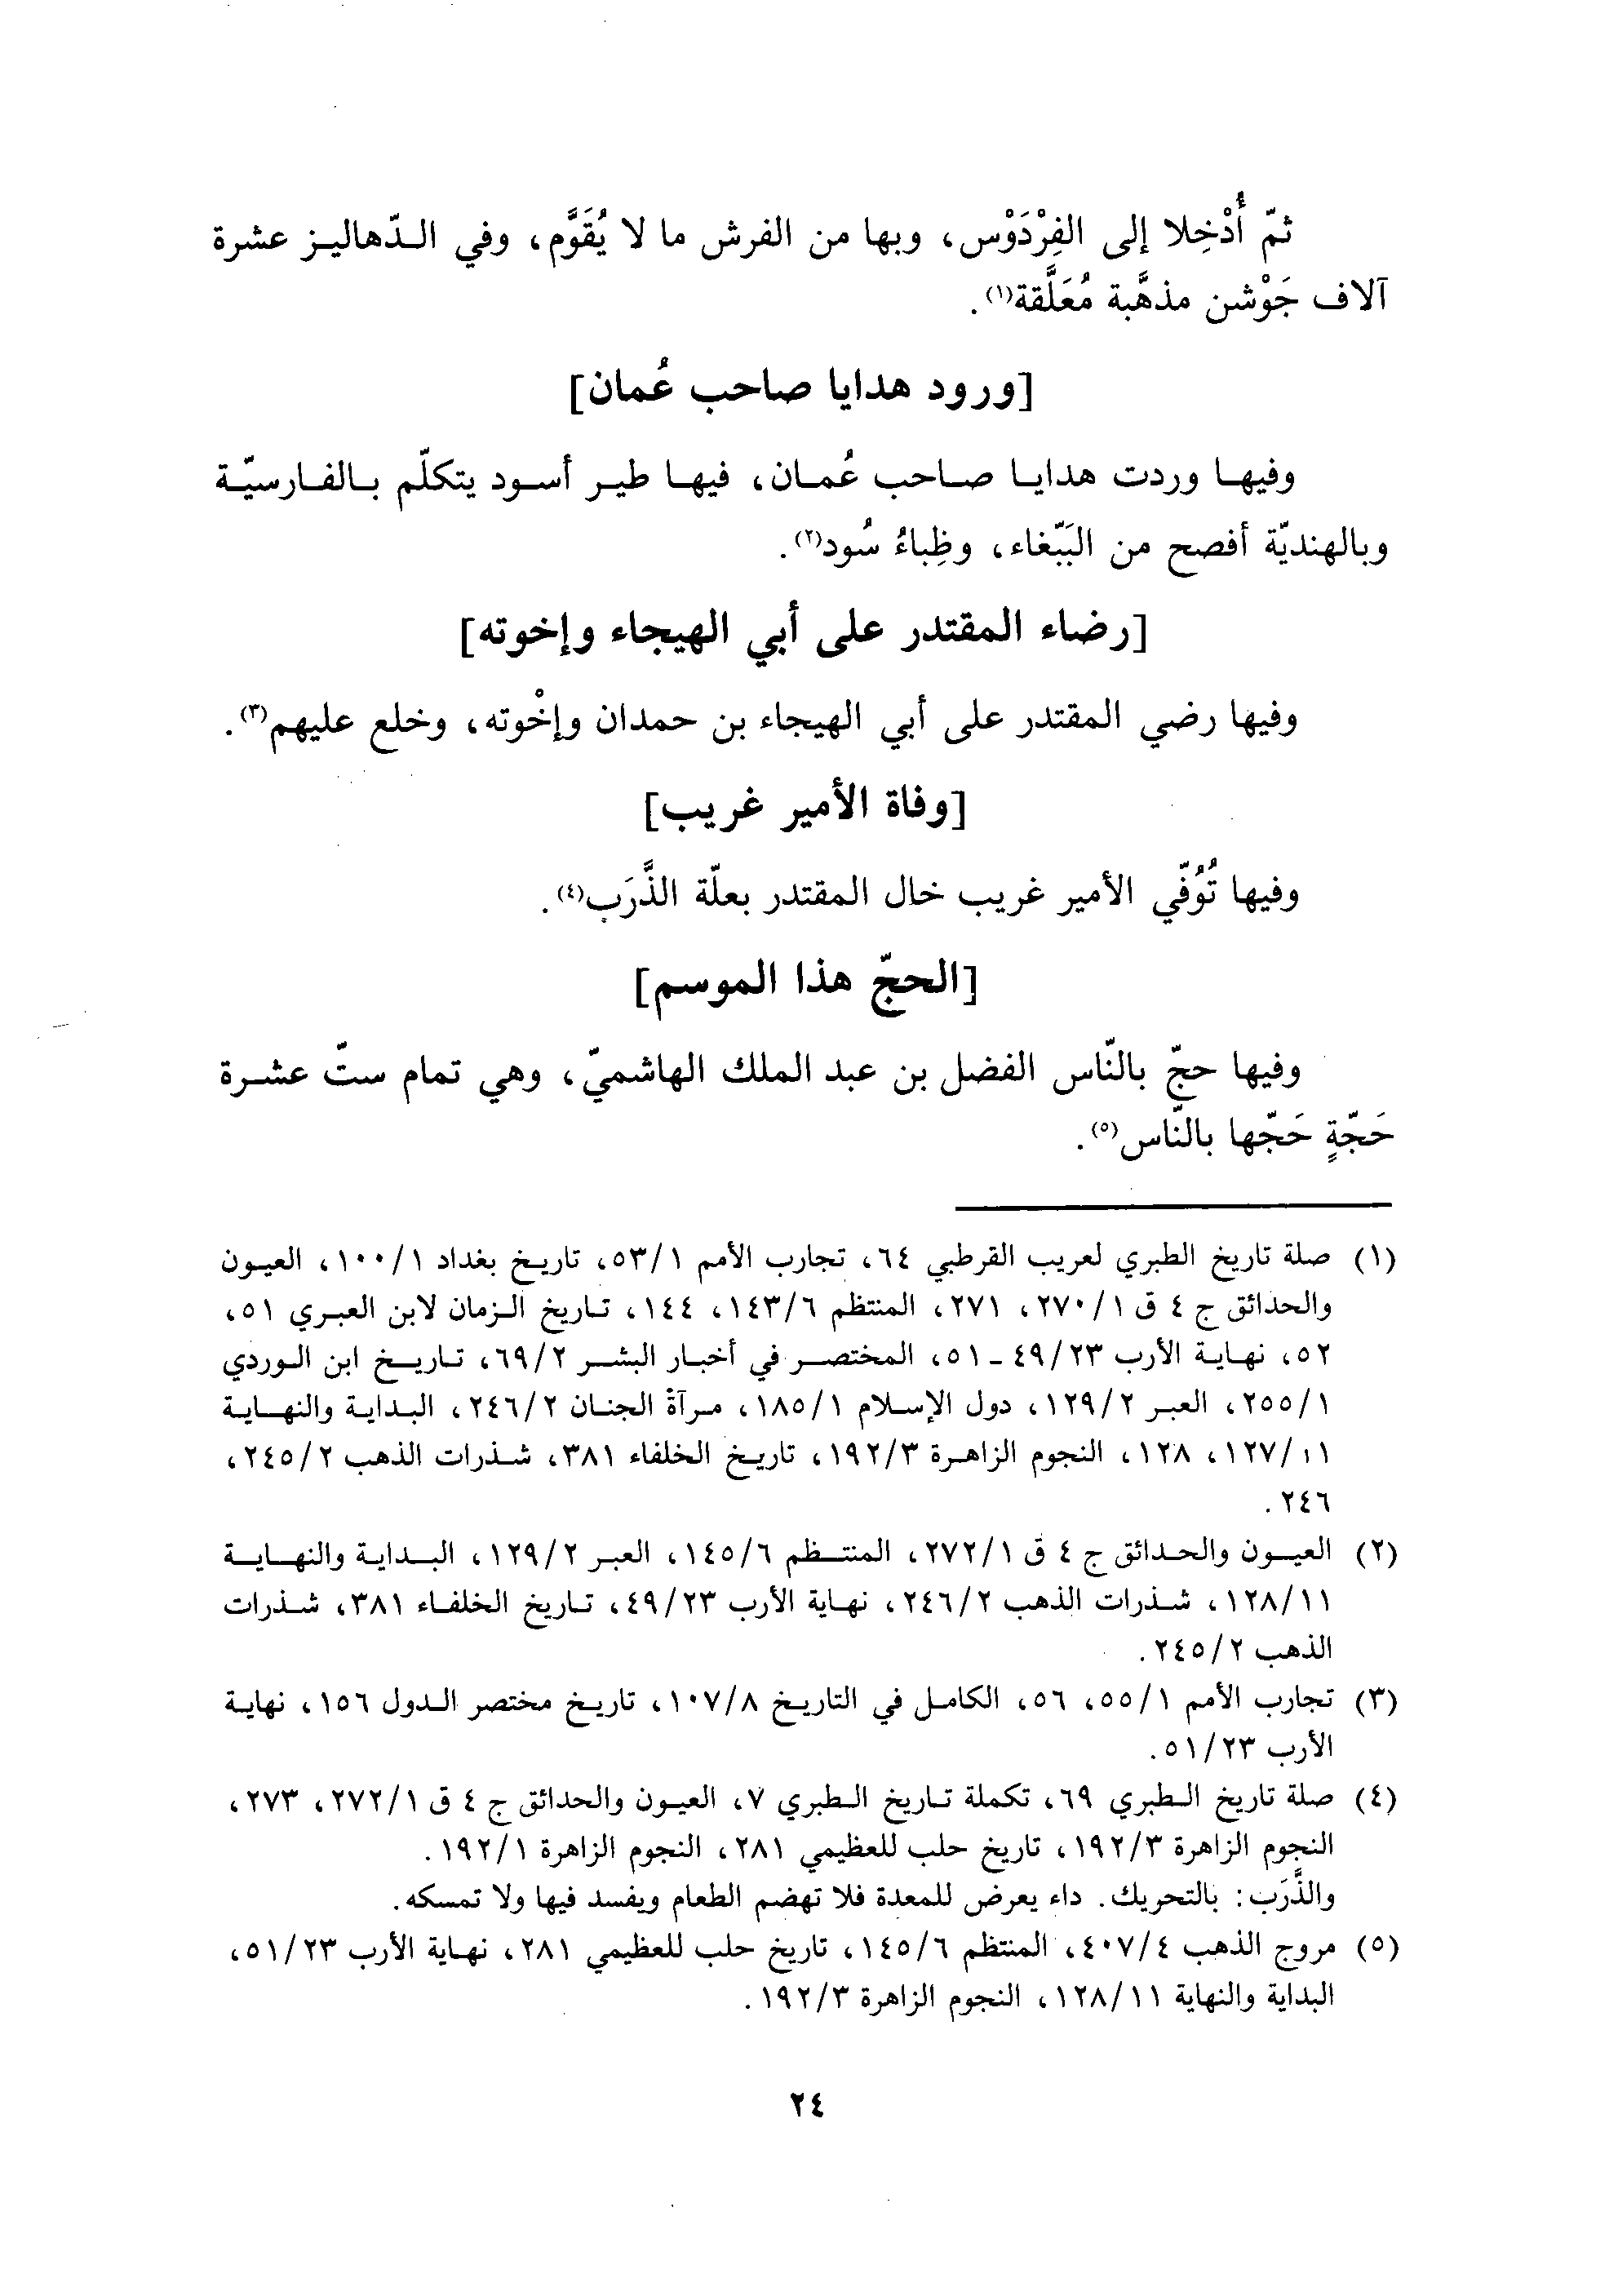 ثمّ أُدْخِلا إلى الفِرْدَوْس، وبها من الفرش ما لا يُقَوَّم، وفي الدّهاليز عشرة
آلاف جَوْشن مذهَّبة مُعَلَّقة(١).
[ورود هدايا صاحب عُمان]
وفيها وردت هدايا صاحب عُمان، فيها طير أسود يتكلّم بالفارسيّة
وبالهنديّة أفصح من البَبّغاء، وظِباءُ سُود(٢).
[رضاء المقتدر على أبي الهيجاء وإخوته]
وفيها رضي المقتدر على أبي الهيجاء بن حمدان وإخْوته، وخلع عليهم(٣).
[وفاة الأمير غريب]
وفيها تُوُفّي الأمير غريب خال المقتدر بعلّة الذَّرَب(٤).
[الحجّ هذا الموسم]
وفيها حجّ بالنّاس الفضل بن عبد الملك الهاشميّ، وهي تمام ستّ عشرة
حَجّةٍ حَجّها بالنّاس(٥).
(١) صلة تاريخ الطبري لعريب القرطبي ٦٤، تجارب الأمم ٥٣/١، تاريخ بغداد ١٠٠/١، العيون
والحدائق ج ٤ ق ٢٧٠/١، ٢٧١، المنتظم ١٤٣/٦، ١٤٤، تاريخ الزمان لابن العبري ٥١،
٥٢، نهاية الأرب ٤٩/٢٣ - ٥١، المختصر في أخبار البشر ٦٩/٢، تاريخ ابن الوردي
٢٥٥/١، العبر ١٢٩/٢، دول الإسلام ١٨٥/١، مرآة الجنان ٢٤٦/٢، البداية والنهاية
١٢٧/١١، ١٢٨، النجوم الزاهرة ١٩٢/٣، تاريخ الخلفاء ٣٨١، شذرات الذهب ٢٤٥/٢،
٢٤٦.
(٢) العيون والحدائق ج ٤ ق ٢٧٢/١، المنتظم ١٤٥/٦، العبر ١٢٩/٢، البداية والنهاية
١٢٨/١١، شذرات الذهب ٢٤٦/٢، نهاية الأرب ٤٩/٢٣، تاريخ الخلفاء ٣٨١، شذرات
الذهب ٢٤٥/٢.
(٣) تجارب الأمم ٥٥/١، ٥٦، الكامل في التاريخ ١٠٧/٨، تاريخ مختصر الدول ١٥٦، نهاية
الأرب ٥١/٢٣.
(٤) صلة تاريخ الطبري ٦٩، تكملة تاريخ الطبري ٧، العيون والحدائق ج ٤ ق ٢٧٢/١، ٢٧٣،
النجوم الزاهرة ١٩٢/٣، تاريخ حلب للعظيمي ٢٨١، النجوم الزاهرة ١٩٢/١.
والذَّرَب: بالتحريك. داء يعرض للمعدة فلا تهضم الطعام ويفسد فيها ولا تمسكه.
(٥) مروج الذهب ٤٠٧/٤، المنتظم ١٤٥/٦، تاريخ حلب للعظيمي ٢٨١، نهاية الأرب ٥١/٢٣،
البداية والنهاية ١٢٨/١١، النجوم الزاهرة ١٩٢/٣.
٢٤